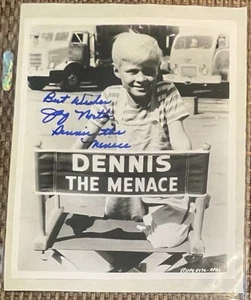 Best Wishes
Jay North
Dennis the
Menace
DENNIS
THE MENACE